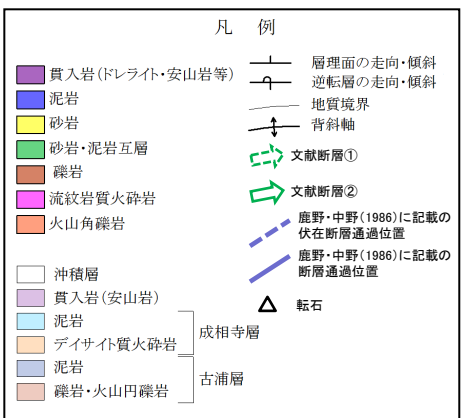 凡 例
貫入岩(ドレライト・安山岩等)
泥岩
砂岩
砂岩・泥岩互層
礫岩
流紋岩質火砕岩
火山角礫岩
沖積層
貫入岩(安山岩)
泥岩
デイサイト質火砕岩
成相寺層
泥岩
礫岩・火山円礫岩
古浦層
層理面の走向・傾斜
逆転層の走向・傾斜
地質境界
背斜軸
文献断層①
文献断層②
鹿野・中野(1986)に記載の
伏在断層通過位置
鹿野・中野(1986)に記載の
断層通過位置
転石